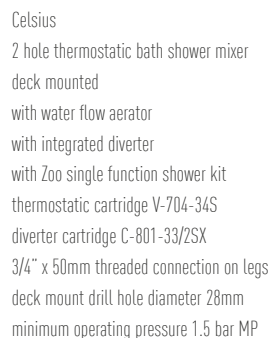 Celsius
2 hole thermostatic bath shower mixer
deck mounted
with water flow aerator
with integrated diverter
with Zoo single function shower kit
thermostatic cartridge V-704-34S
diverter cartridge C-801-33/2SX
3/4" x 50mm threaded connection on legs
deck mount drill hole diameter 28mm
minimum operating pressure 1.5 bar MP